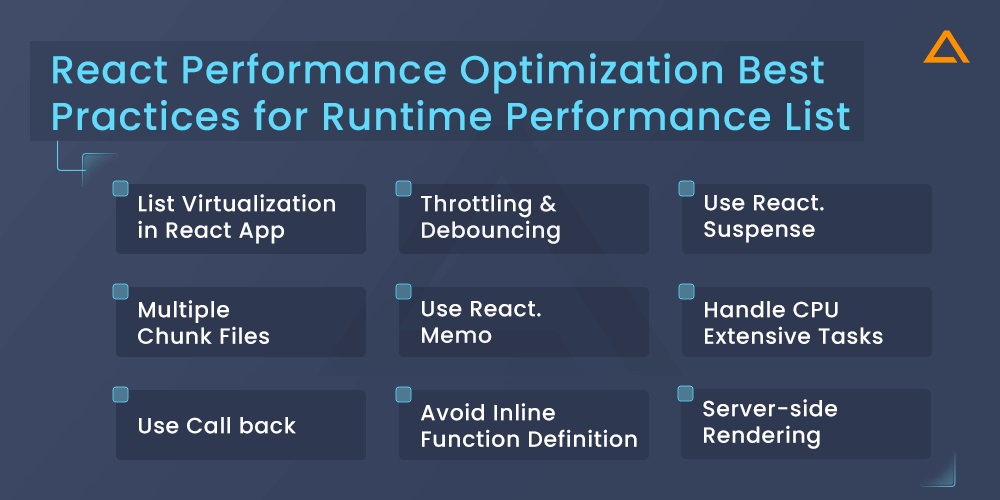 React Performance Optimization Best
Practices for Runtime Performance List
List Virtualization
in React App
Throttling &
Debouncing
Use React.
Suspense
Multiple
Chunk Files
Use React.
Memo
Handle CPU
Extensive Tasks
Use Call back
Avoid Inline
Function Definition
Server-side
Rendering